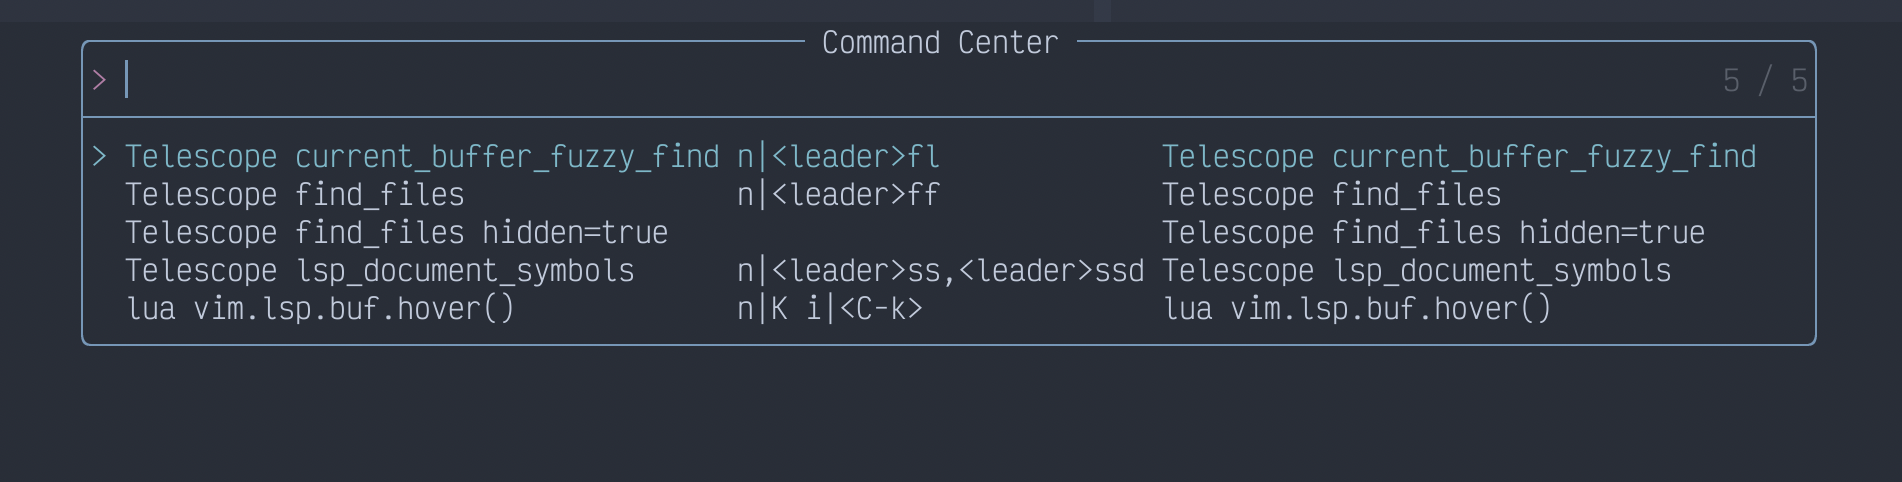 Command Center
> 5 / 5
> Telescope current_buffer_fuzzy_find n|<leader>fl Telescope current_buffer_fuzzy_find
Telescope find_files n|<leader>ff Telescope find_files
Telescope find_files hidden=true Telescope find_files hidden=true
Telescope lsp_document_symbols n|<leader>ss,<leader>ssd Telescope lsp_document_symbols
lua vim.lsp.buf.hover() n|K i|<C-k> lua vim.lsp.buf.hover()